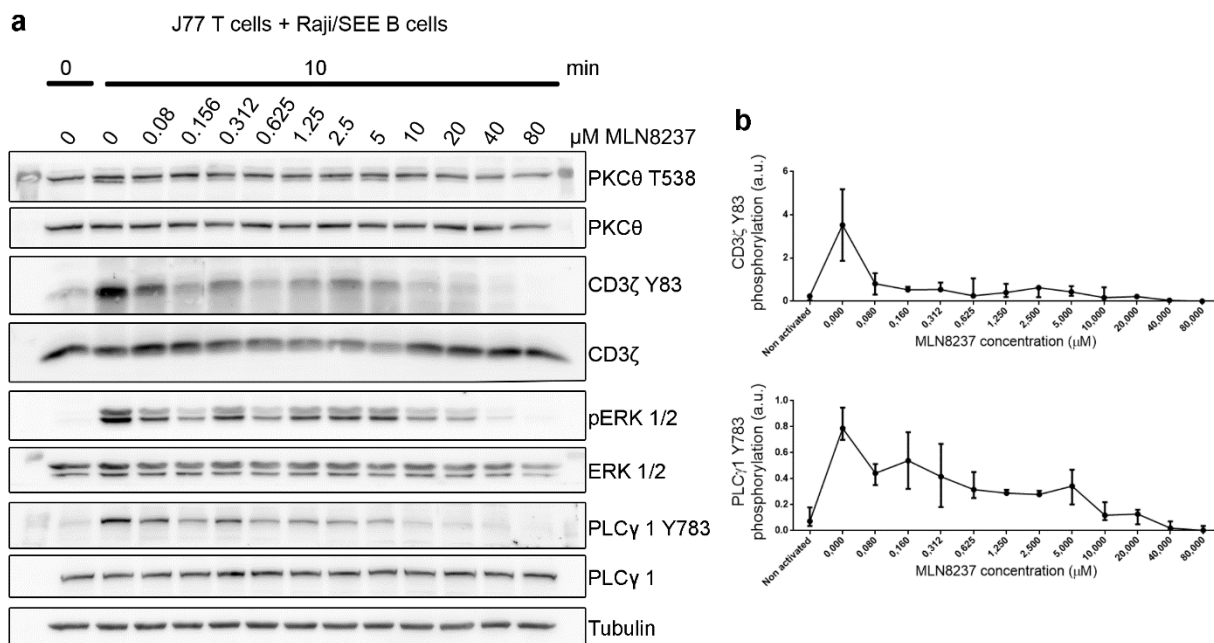 a
J77 T cells + Raji/SEE B cells
0 10 min
0 0 0.08 0.156 0.312 0.625 1.25 2.5 5 10 20 40 80 µM MLN8237
PKCθ T538
PKCθ
CD3ζ Y83
CD3ζ
pERK 1/2
ERK 1/2
PLCγ 1 Y783
PLCγ 1
Tubulin
b
CD3ζ Y83
phosphorylation (a.u.)
6
4
2
0
Non activated 0,000 0,080 0,160 0,312 0,625 1,250 2,500 5,000 10,000 20,000 40,000 80,000
MLN8237 concentration (µM)
PLCγ1 Y783
phosphorylation (a.u.)
1.0
0.8
0.6
0.4
0.2
0.0
Non activated 0,000 0,080 0,160 0,312 0,625 1,250 2,500 5,000 10,000 20,000 40,000 80,000
MLN8237 concentration (µM)